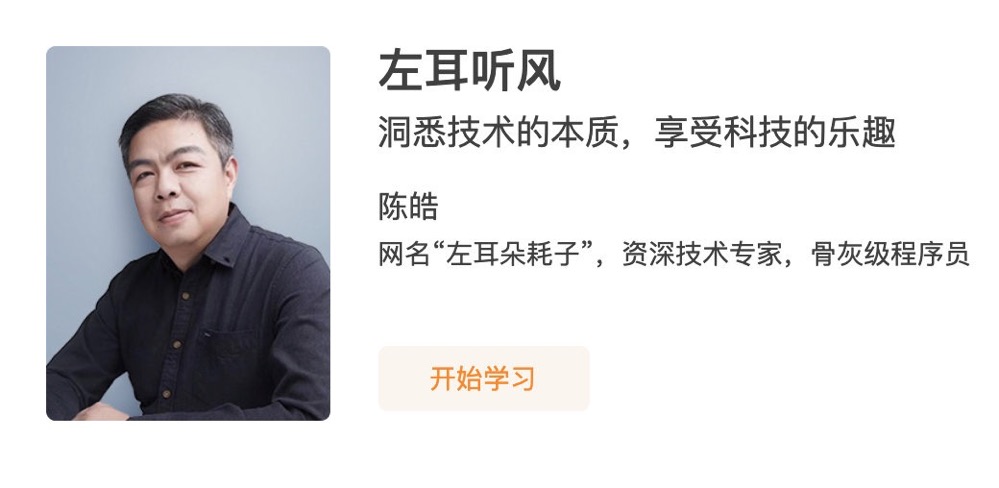 左耳听风
洞悉技术的本质，享受科技的乐趣
陈皓
网名“左耳朵耗子”，资深技术专家，骨灰级程序员
开始学习